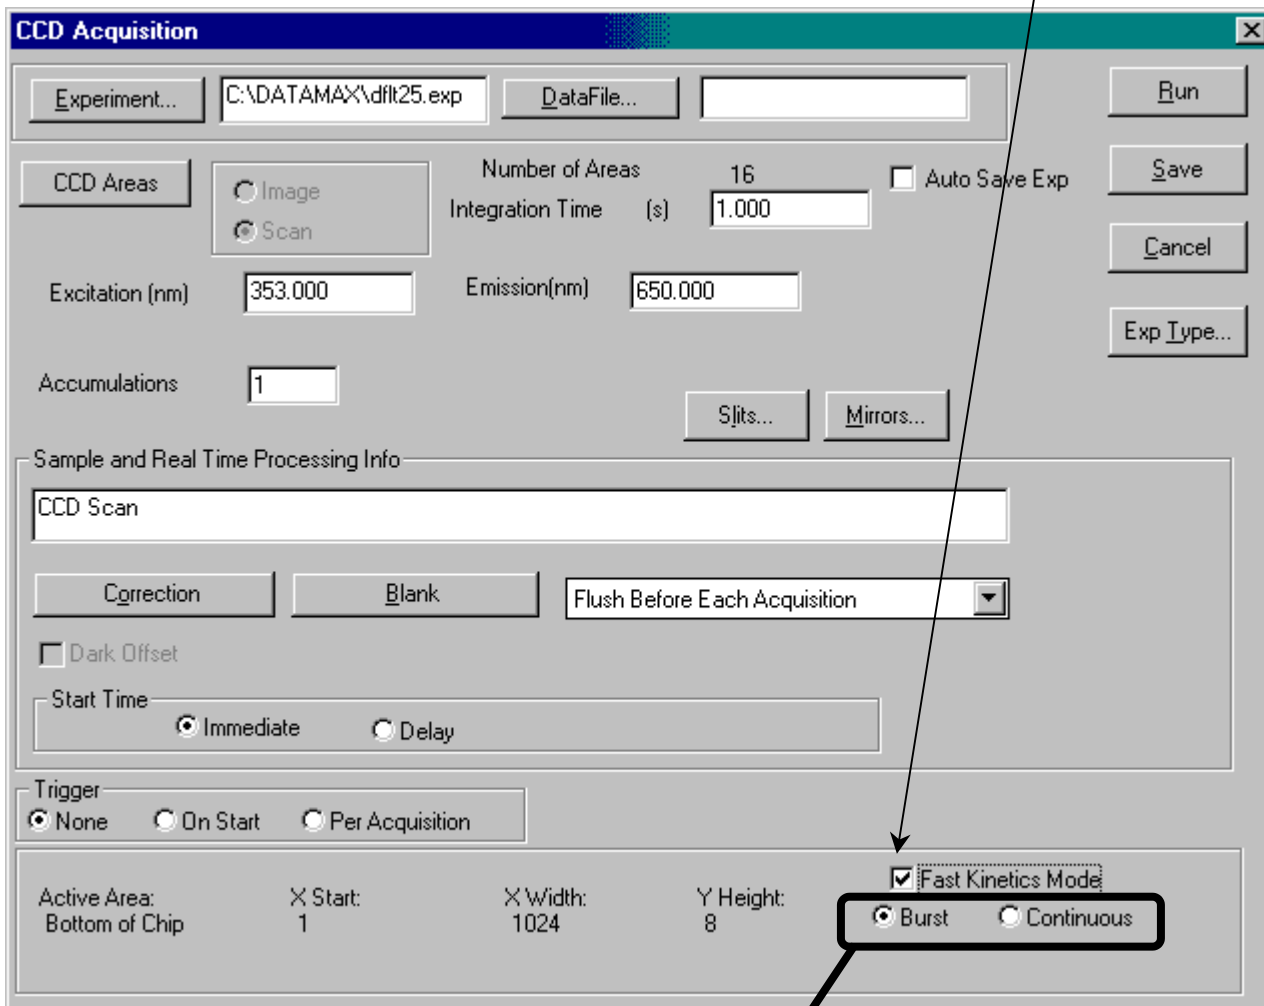 CCD Acquisition
Experiment... C:\DATAMAX\dflt25.exp DataFile... Run
CCD Areas Image Number of Areas 16 Auto Save Exp Save
Scan Integration Time (s) 1.000
Cancel
Excitation (nm) 353.000 Emission(nm) 650.000
Exp Type...
Accumulations 1
Slits... Mirrors...
Sample and Real Time Processing Info
CCD Scan
Correction Blank Flush Before Each Acquisition
Dark Offset
Start Time
Immediate Delay
Trigger
None On Start Per Acquisition
Fast Kinetics Mode
Active Area: X Start: X Width: Y Height:
Bottom of Chip 1 1024 8 Burst Continuous